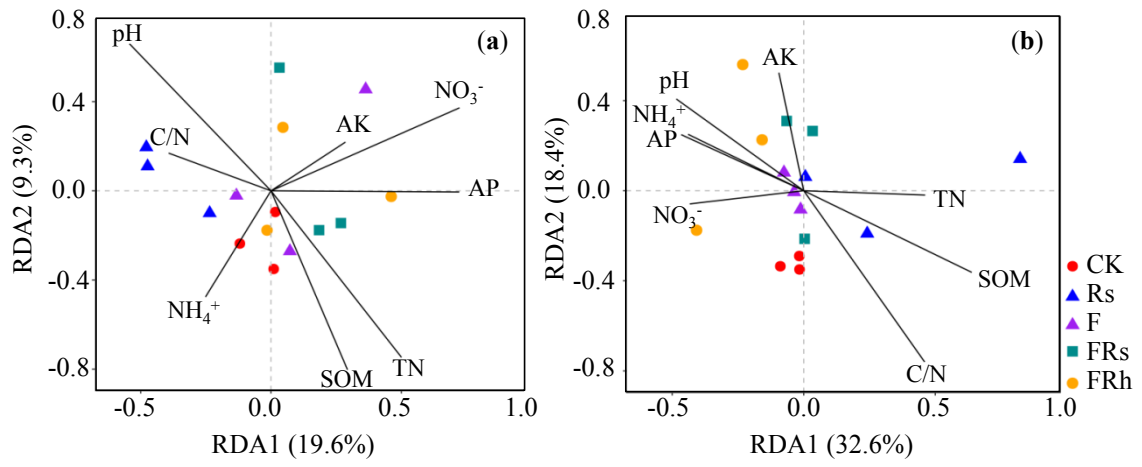 (a)
0.8
0.4
0.0
-0.4
-0.8
RDA2 (9.3%)
pH
NO₃⁻
AK
C/N
AP
NH₄⁺
TN
SOM
-0.5
0.0
0.5
1.0
RDA1 (19.6%)
(b)
0.8
0.4
0.0
-0.4
-0.8
RDA2 (18.4%)
AK
pH
NH₄⁺
AP
TN
NO₃⁻
SOM
C/N
-0.5
0.0
0.5
1.0
RDA1 (32.6%)
CK
Rs
F
FRs
FRh